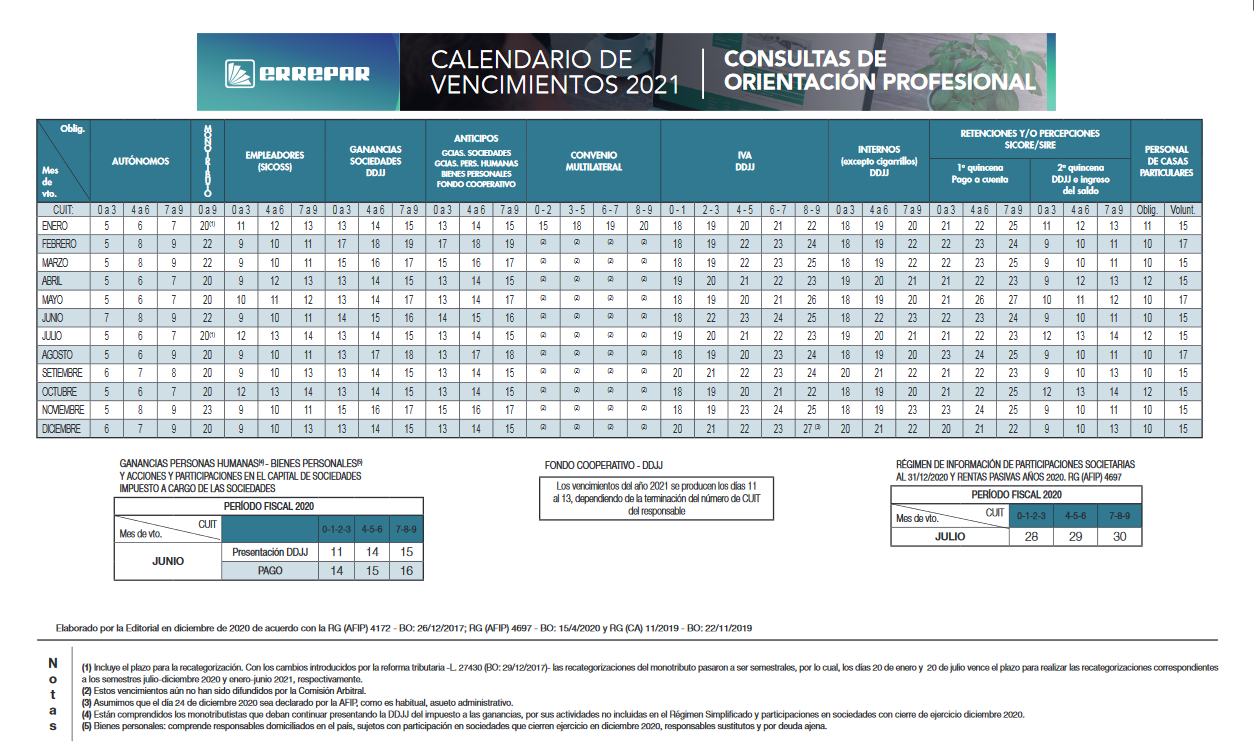 ERREPAR
CALENDARIO DE
VENCIMIENTOS 2021
CONSULTAS DE
ORIENTACIÓN PROFESIONAL
Oblig.
Mes
de
vto.
AUTÓNOMOS
MONOTRIBUTO
EMPLEADORES
(SICOSS)
GANANCIAS
SOCIEDADES
DDJJ
ANTICIPOS
GCIAS. SOCIEDADES
GCIAS. PERS. HUMANAS
BIENES PERSONALES
FONDO COOPERATIVO
CONVENIO
MULTILATERAL
IVA
DDJJ
INTERNOS
(excepto cigarrillos)
DDJJ
RETENCIONES Y/O PERCEPCIONES
SICORE/SIRE
1º quincena
Pago a cuenta
2º quincena
DDJJ e ingreso
del saldo
PERSONAL
DE CASAS
PARTICULARES
CUIT: 0 a 3 4 a 6 7 a 9 0 a 9 0 a 3 4 a 6 7 a 9 0 a 3 4 a 6 7 a 9 0 a 3 4 a 6 7 a 9 0 - 2 3 - 5 6 - 7 8 - 9 0 - 1 2 - 3 4 - 5 6 - 7 8 - 9 0 a 3 4 a 6 7 a 9 0 a 3 4 a 6 7 a 9 0 a 3 4 a 6 7 a 9 Oblig. Volunt.
ENERO 5 6 7 20(1) 11 12 13 13 14 15 13 14 15 15 18 19 20 18 19 20 21 22 18 19 20 21 22 25 11 12 13 11 15
FEBRERO 5 8 9 22 9 10 11 17 18 19 17 18 19 (2) (2) (2) (2) 18 19 22 23 24 18 19 22 22 23 24 9 10 11 10 17
MARZO 5 8 9 22 9 10 11 15 16 17 15 16 17 (2) (2) (2) (2) 18 19 22 23 25 18 19 22 22 23 25 9 10 11 10 15
ABRIL 5 6 7 20 9 12 13 13 14 15 13 14 15 (2) (2) (2) (2) 19 20 21 22 23 19 20 21 21 22 23 9 12 13 12 15
MAYO 5 6 7 20 10 11 12 13 14 17 13 14 17 (2) (2) (2) (2) 18 19 20 21 26 18 19 20 21 26 27 10 11 12 10 17
JUNIO 7 8 9 22 9 10 11 14 15 16 14 15 16 (2) (2) (2) (2) 18 22 23 24 25 18 22 23 22 23 24 9 10 11 10 15
JULIO 5 6 7 20(1) 12 13 14 13 14 15 13 14 15 (2) (2) (2) (2) 19 20 21 22 23 19 20 21 21 22 23 12 13 14 12 15
AGOSTO 5 6 9 20 9 10 11 13 17 18 13 17 18 (2) (2) (2) (2) 18 19 20 23 24 18 19 20 23 24 25 9 10 11 10 17
SETIEMBRE 6 7 8 20 9 10 13 13 14 15 13 14 15 (2) (2) (2) (2) 20 21 22 23 24 20 21 22 21 22 23 9 10 13 10 15
OCTUBRE 5 6 7 20 12 13 14 13 14 15 13 14 15 (2) (2) (2) (2) 18 19 20 21 22 18 19 20 21 22 25 12 13 14 12 15
NOVIEMBRE 5 8 9 23 9 10 11 15 16 17 15 16 17 (2) (2) (2) (2) 18 19 23 24 25 18 19 23 23 24 25 9 10 11 10 15
DICIEMBRE 6 7 9 20 9 10 13 13 14 15 13 14 15 (2) (2) (2) (2) 20 21 22 23 27 (3) 20 21 22 20 21 22 9 10 13 10 15
GANANCIAS PERSONAS HUMANAS(4) - BIENES PERSONALES(5)
Y ACCIONES Y PARTICIPACIONES EN EL CAPITAL DE SOCIEDADES
IMPUESTO A CARGO DE LAS SOCIEDADES
PERÍODO FISCAL 2020
CUIT
Mes de vto.
0-1-2-3 4-5-6 7-8-9
JUNIO
Presentación DDJJ 11 14 15
PAGO 14 15 16
FONDO COOPERATIVO - DDJJ
Los vencimientos del año 2021 se producen los días 11
al 13, dependiendo de la terminación del número de CUIT
del responsable
RÉGIMEN DE INFORMACIÓN DE PARTICIPACIONES SOCIETARIAS
AL 31/12/2020 Y RENTAS PASIVAS AÑOS 2020. RG (AFIP) 4697
PERÍODO FISCAL 2020
CUIT
Mes de vto.
0-1-2-3 4-5-6 7-8-9
JULIO 28 29 30
Elaborado por la Editorial en diciembre de 2020 de acuerdo con la RG (AFIP) 4172 - BO: 26/12/2017; RG (AFIP) 4697 - BO: 15/4/2020 y RG (CA) 11/2019 - BO: 22/11/2019
Notas
(1) Incluye el plazo para la recategorización. Con los cambios introducidos por la reforma tributaria -L. 27430 (BO: 29/12/2017)- las recategorizaciones del monotributo pasaron a ser semestrales, por lo cual, los días 20 de enero y 20 de julio vence el plazo para realizar las recategorizaciones correspondientes
a los semestres julio-diciembre 2020 y enero-junio 2021, respectivamente.
(2) Estos vencimientos aún no han sido difundidos por la Comisión Arbitral.
(3) Asumimos que el día 24 de diciembre 2020 sea declarado por la AFIP, como es habitual, asueto administrativo.
(4) Están comprendidos los monotributistas que deban continuar presentando la DDJJ del impuesto a las ganancias, por sus actividades no incluidas en el Régimen Simplificado y participaciones en sociedades con cierre de ejercicio diciembre 2020.
(5) Bienes personales: comprende responsables domiciliados en el país, sujetos con participación en sociedades que cierren ejercicio en diciembre 2020, responsables sustitutos y por deuda ajena.